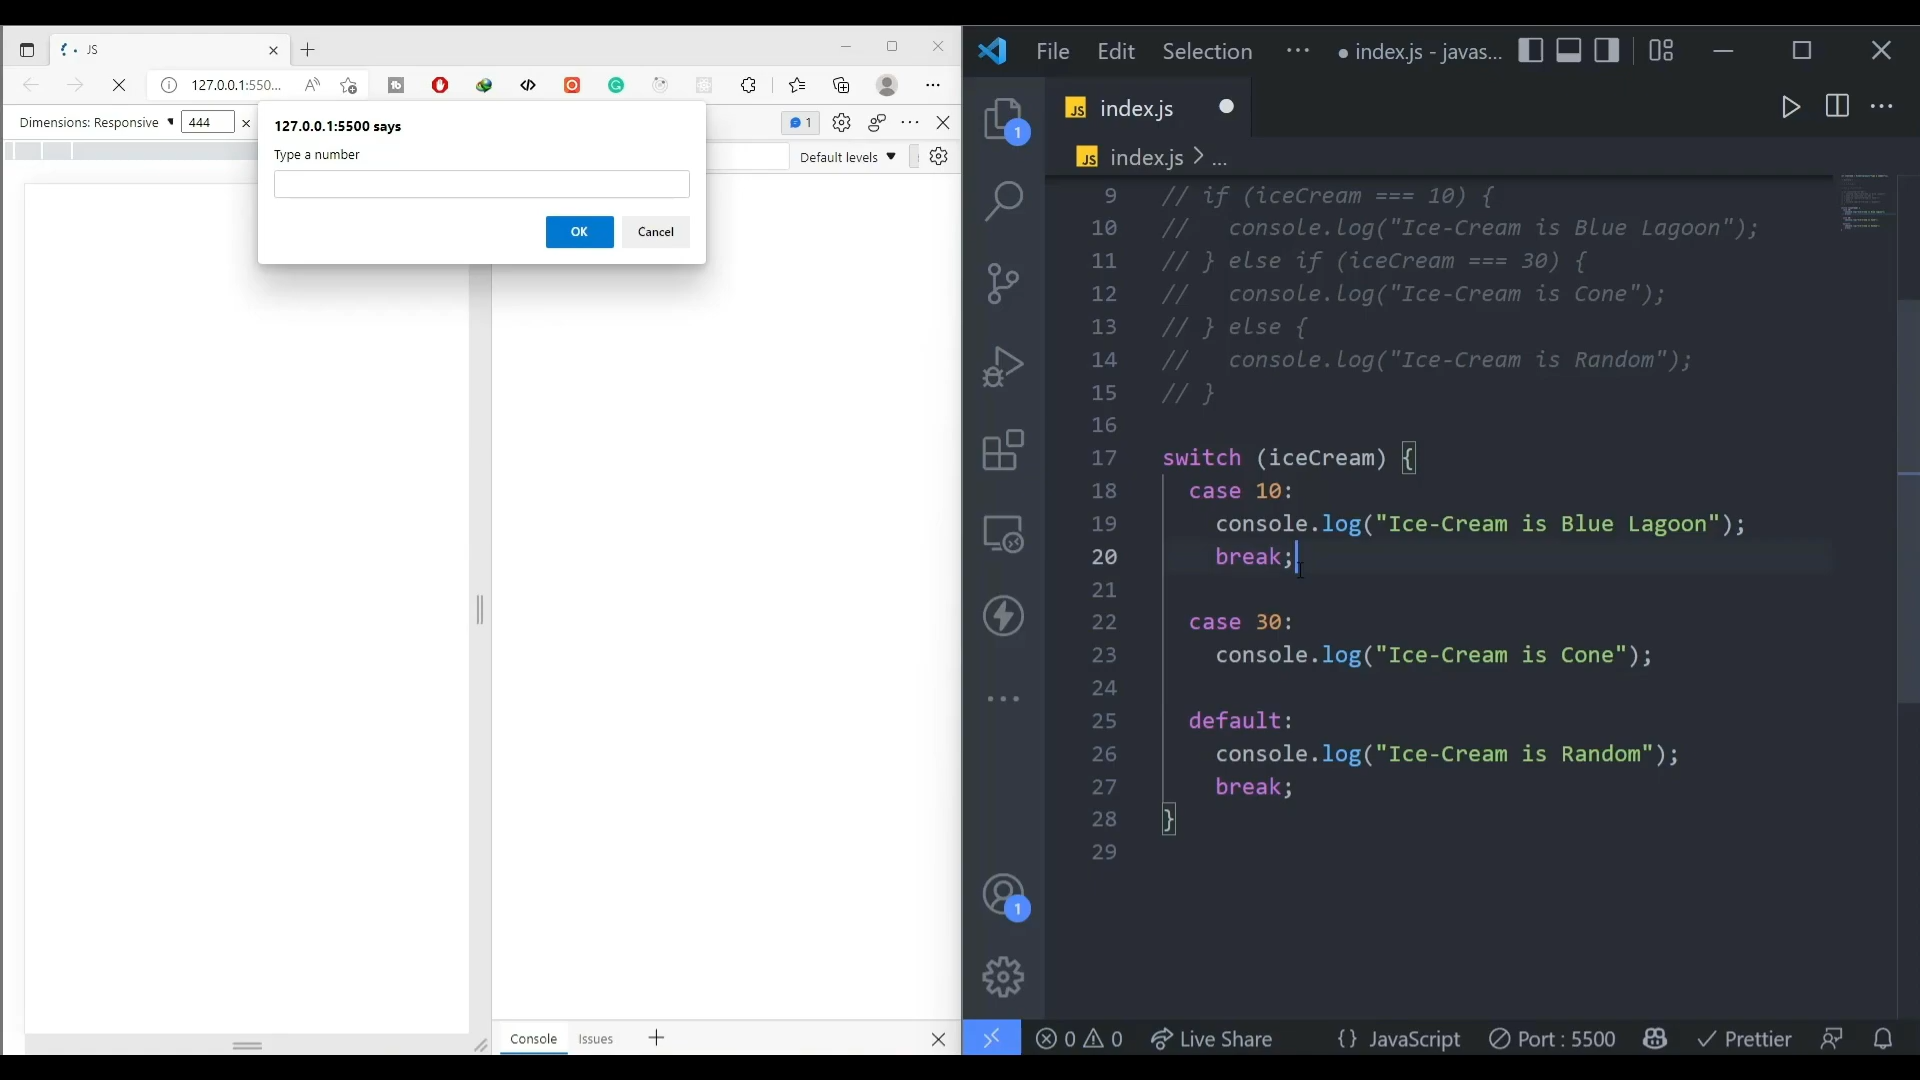 JS
127.0.0.1:550...
Dimensions: Responsive
444
127.0.0.1:5500 says
Type a number
OK
Cancel
1
Default levels
Console
Issues
File Edit Selection ... index.js - javas...
JS index.js
JS index.js > ...
1
9 // if (iceCream === 10) {
10 //   console.log("Ice-Cream is Blue Lagoon");
11 // } else if (iceCream === 30) {
12 //   console.log("Ice-Cream is Cone");
13 // } else {
14 //   console.log("Ice-Cream is Random");
15 // }
16
17 switch (iceCream) {
18   case 10:
19     console.log("Ice-Cream is Blue Lagoon");
20     break;
21
22   case 30:
23     console.log("Ice-Cream is Cone");
24
25   default:
26     console.log("Ice-Cream is Random");
27     break;
28 }
29
1
0 0 Live Share {} JavaScript Port : 5500 Prettier